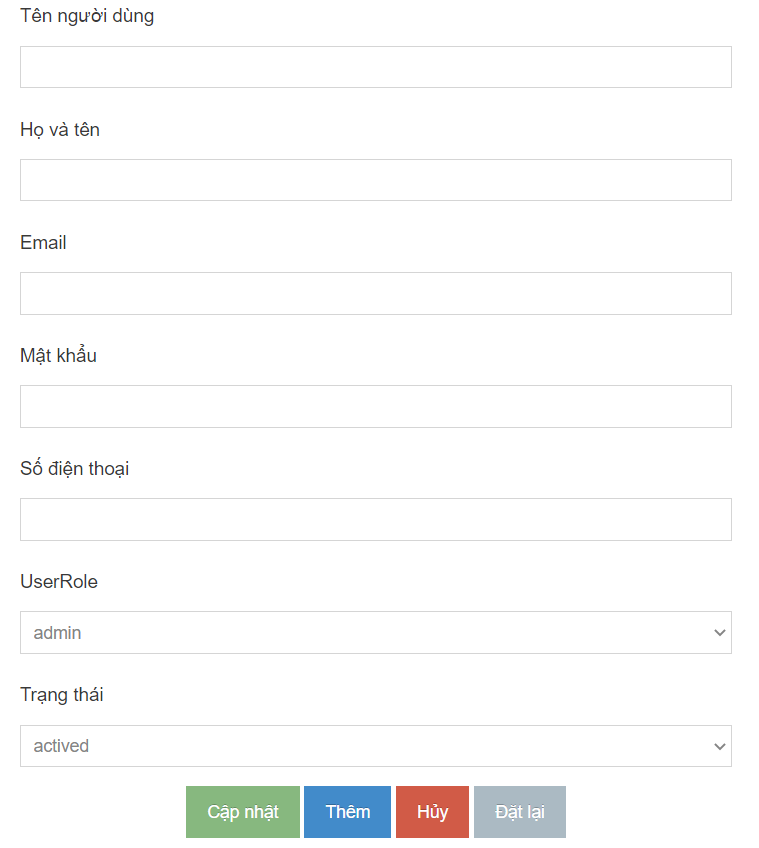 Tên người dùng
Họ và tên
Email
Mật khẩu
Số điện thoại
UserRole
admin
Trạng thái
actived
Cập nhật Thêm Hủy Đặt lại